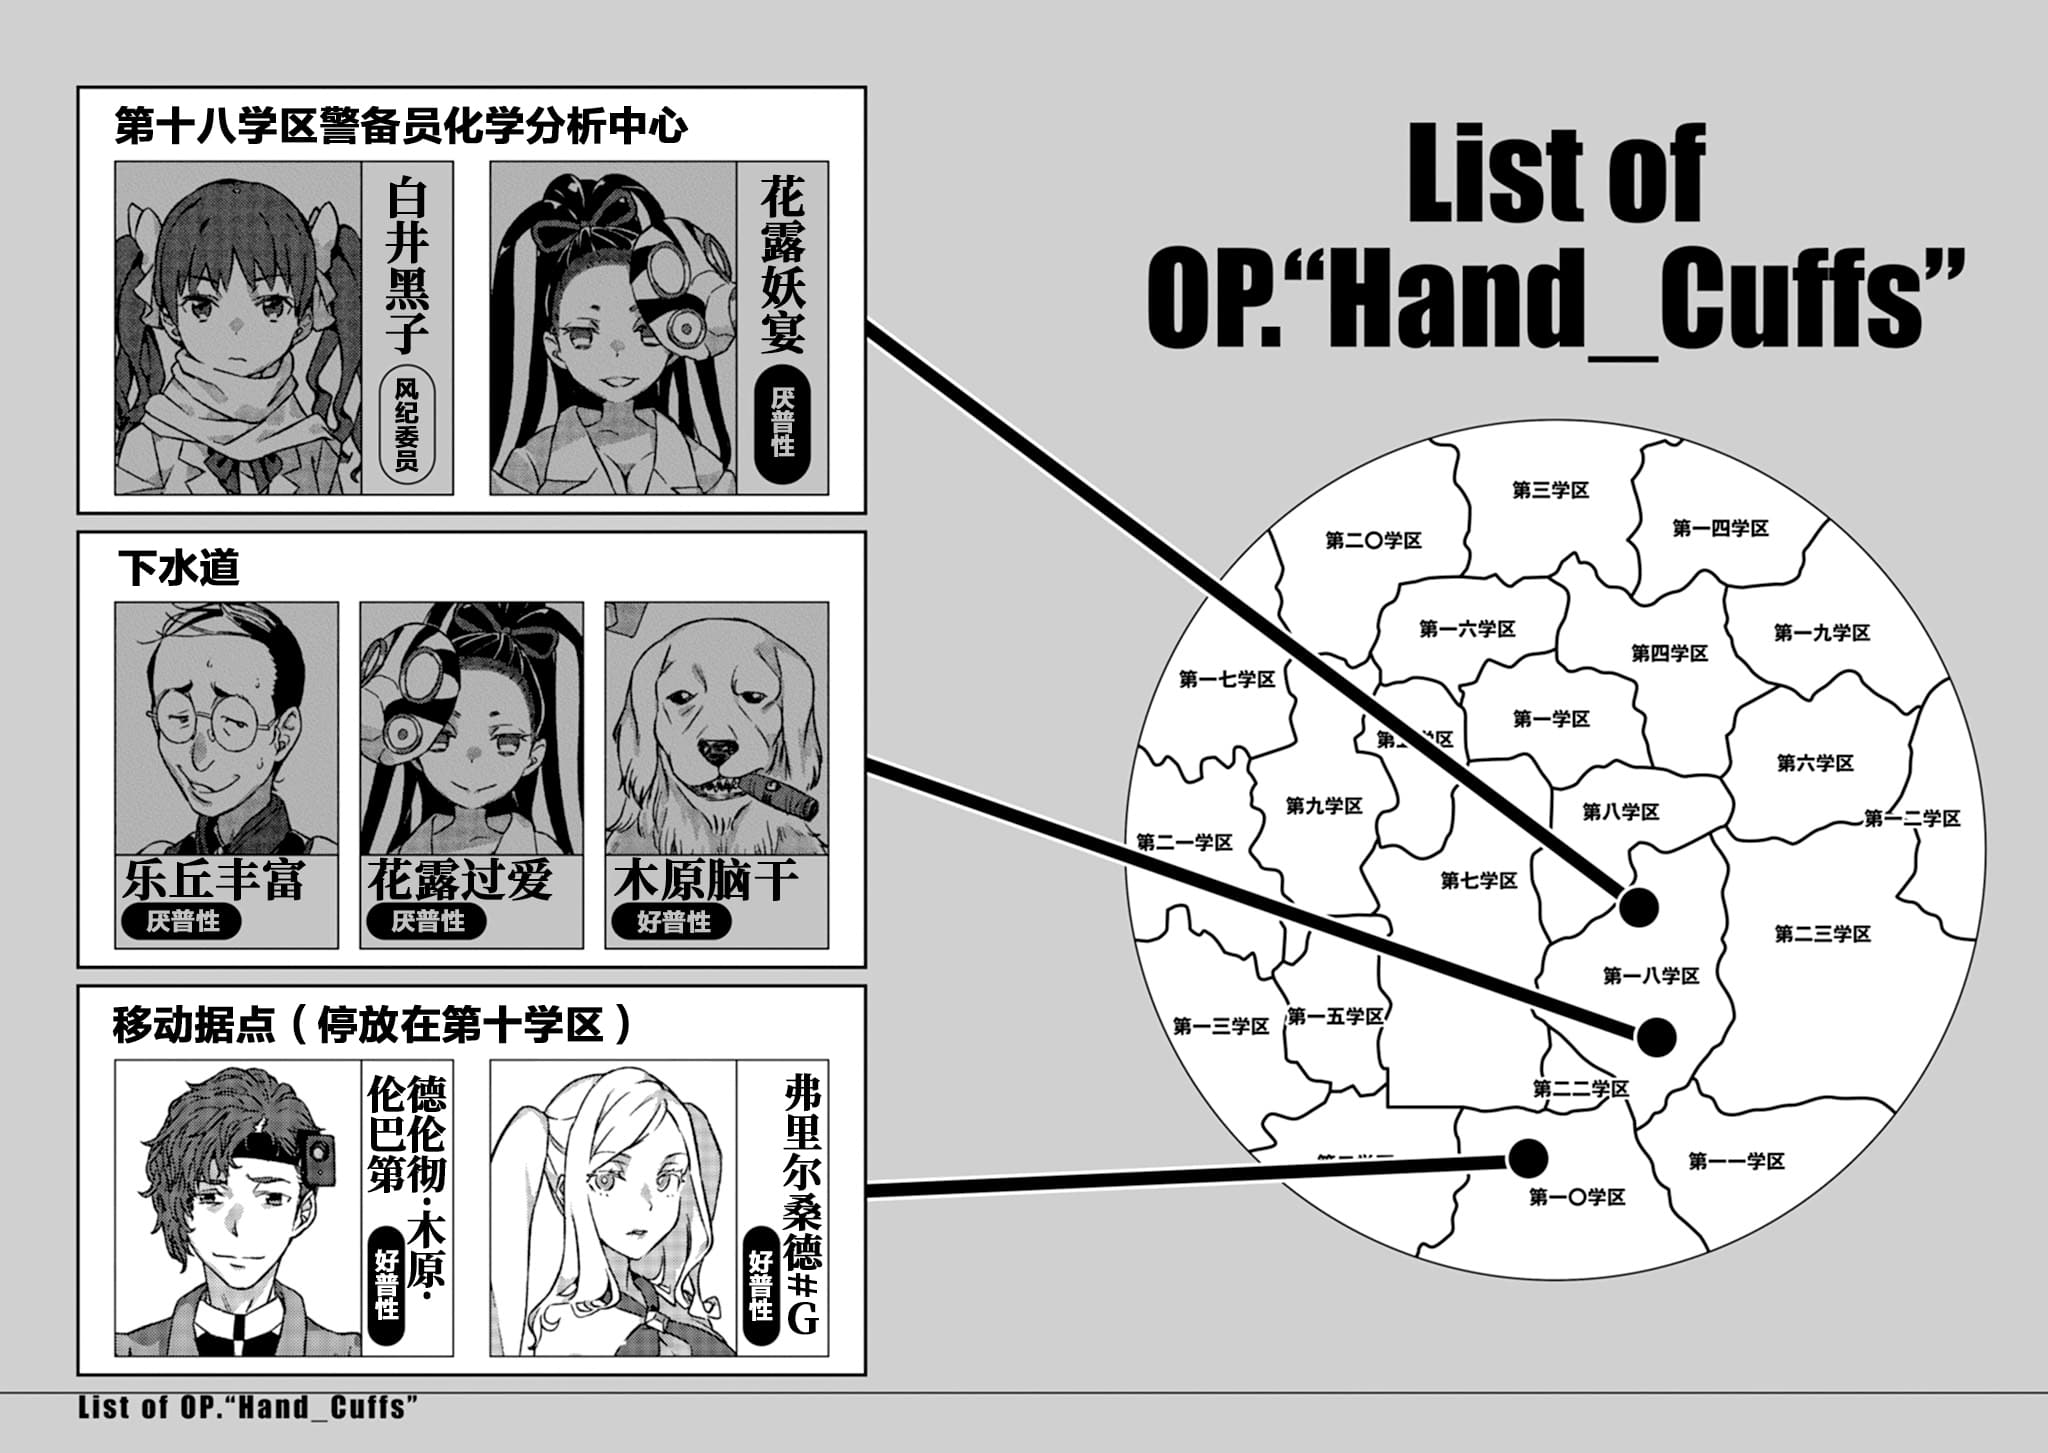 第十八学区警备员化学分析中心
白井黑子
风纪委员
花露妖宴
厌普性
下水道
乐丘丰富
厌普性
花露过爱
厌普性
木原脑干
好普性
移动据点（停放在第十学区）
德伦彻·木原·
伦巴第
好普性
弗里尔桑德#G
好普性
List of
OP.“Hand_Cuffs”
第三学区
第一四学区
第二〇学区
第一六学区
第一九学区
第四学区
第一七学区
第一学区
学区
第六学区
第九学区
第八学区
第一二学区
第二一学区
第七学区
第二三学区
第一八学区
第一三学区
第一五学区
第二二学区
第一一学区
第一〇学区
List of OP.“Hand_Cuffs”